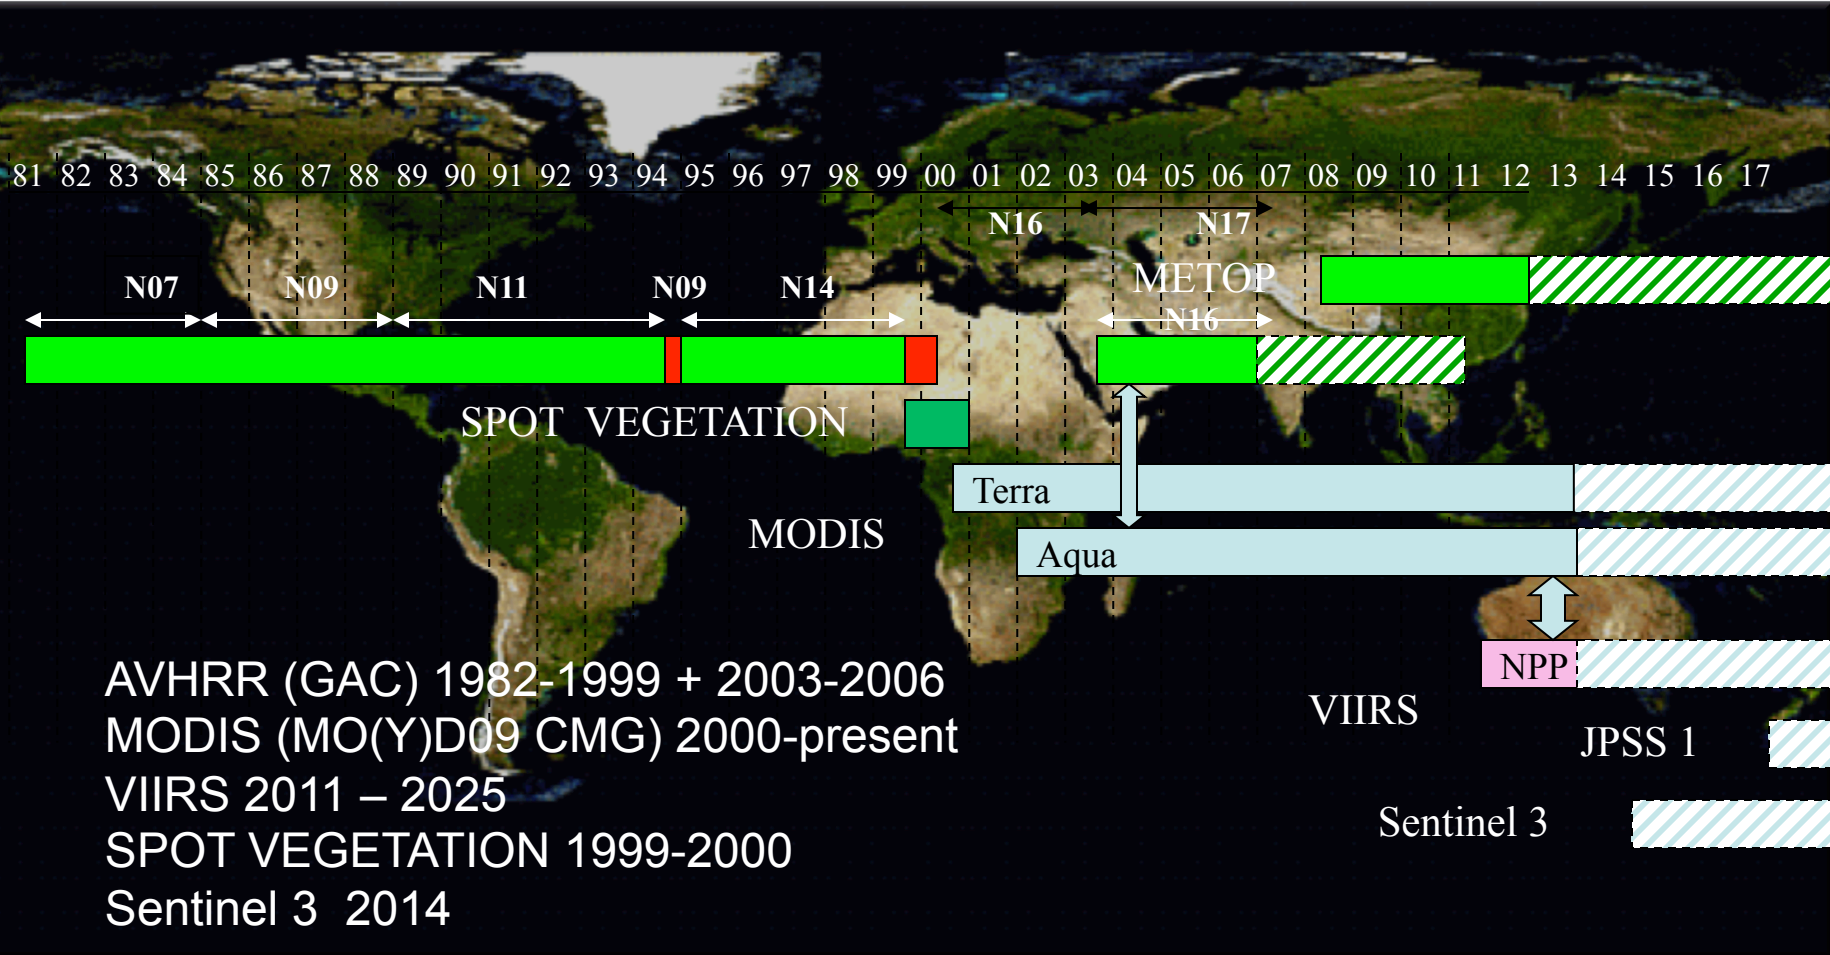 81 82 83 84 85 86 87 88 89 90 91 92 93 94 95 96 97 98 99 00 01 02 03 04 05 06 07 08 09 10 11 12 13 14 15 16 17
N16 N17
METOP
N07 N09 N11 N09 N14
N16
SPOT VEGETATION
Terra
MODIS
Aqua
NPP
VIIRS
JPSS 1
Sentinel 3
AVHRR (GAC) 1982-1999 + 2003-2006
MODIS (MO(Y)D09 CMG) 2000-present
VIIRS 2011 – 2025
SPOT VEGETATION 1999-2000
Sentinel 3 2014